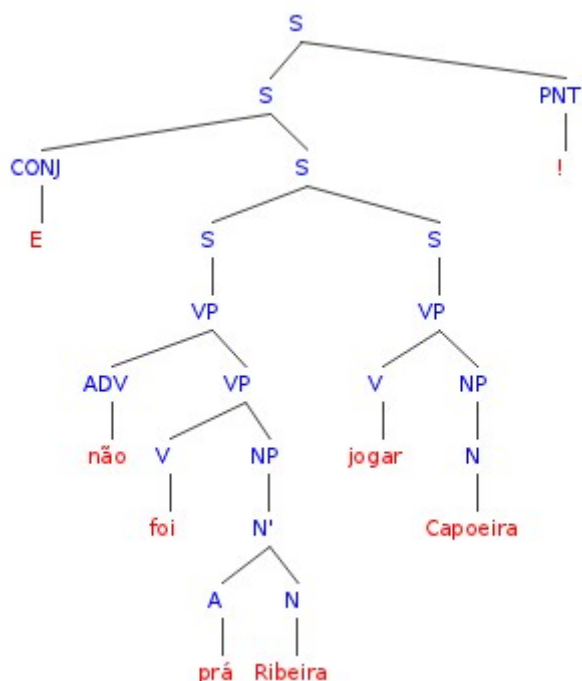 S
S PNT
CONJ S !
E S S
VP VP
ADV VP V NP
não V NP jogar N
foi N' Capoeira
A N
prá Ribeira